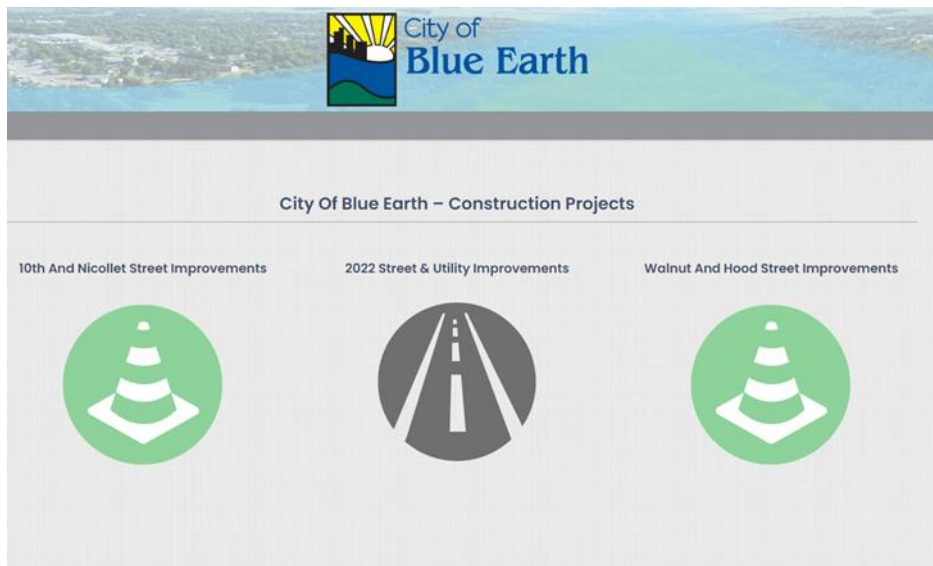 City of
Blue Earth
City Of Blue Earth – Construction Projects
10th And Nicollet Street Improvements
2022 Street & Utility Improvements
Walnut And Hood Street Improvements